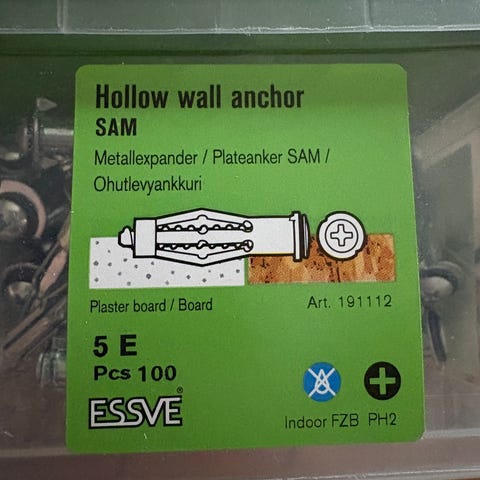 Hollow wall anchor
SAM
Metallexpander / Plateanker SAM /
Ohutlevyankkuri
Plaster board / Board
Art. 191112
5 E
Pcs 100
ESSVE®
Indoor FZB PH2